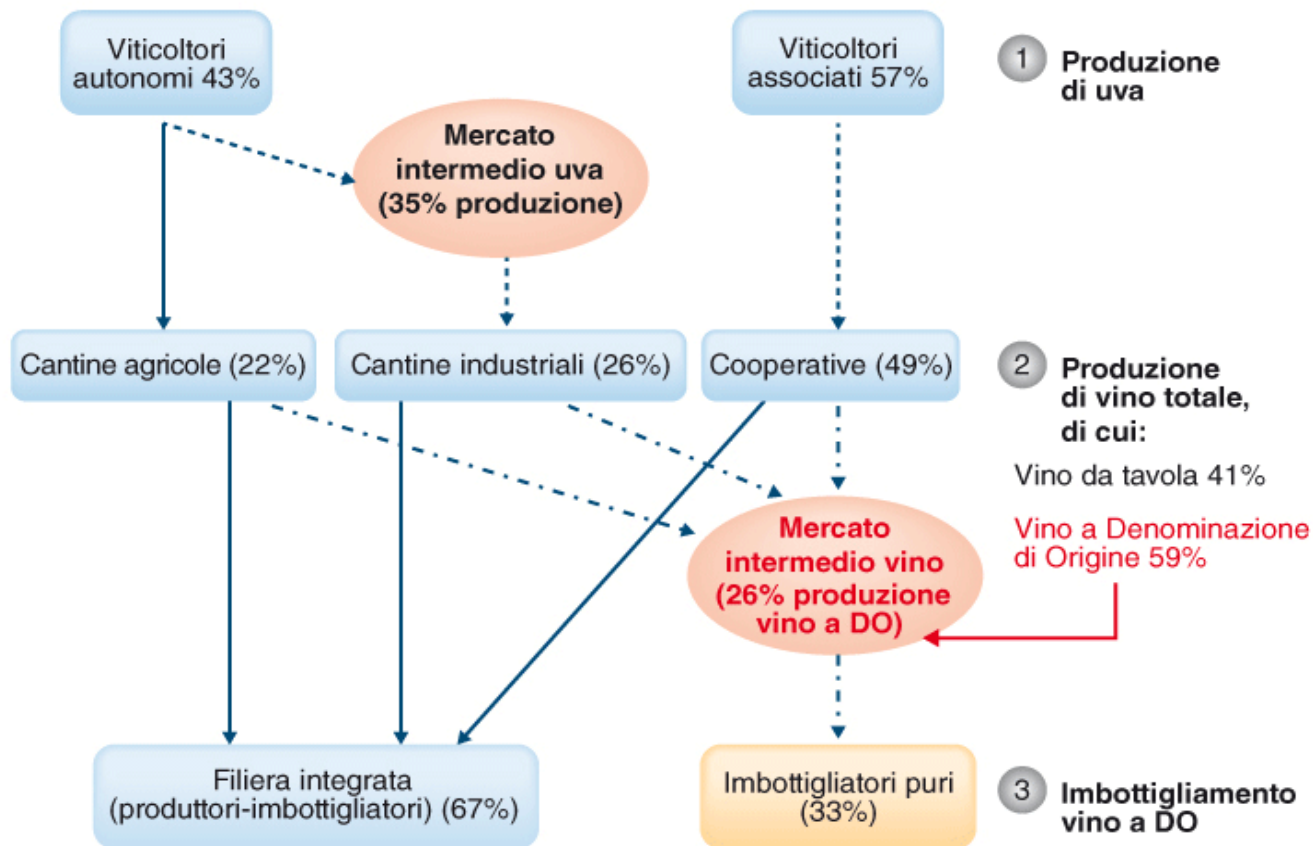 Viticoltori
autonomi 43%
Viticoltori
associati 57%
1 Produzione
di uva
Mercato
intermedio uva
(35% produzione)
Cantine agricole (22%)
Cantine industriali (26%)
Cooperative (49%)
2 Produzione
di vino totale,
di cui:
Vino da tavola 41%
Vino a Denominazione
di Origine 59%
Mercato
intermedio vino
(26% produzione
vino a DO)
Filiera integrata
(produttori-imbottigliatori) (67%)
Imbottigliatori puri
(33%)
3 Imbottigliamento
vino a DO